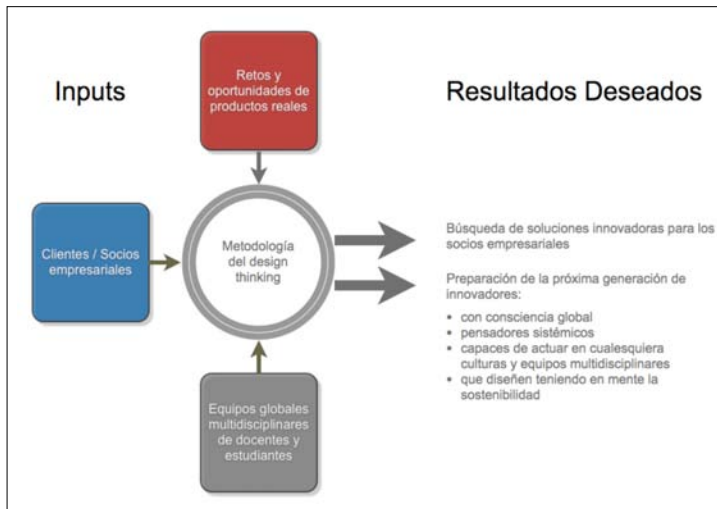 Inputs
Retos y
oportunidades de
productos reales
Resultados Deseados
Clientes / Socios
empresariales
Metodología
del design
thinking
Equipos globales
multidisciplinares
de docentes y
estudiantes
Búsqueda de soluciones innovadoras para los
socios empresariales
Preparación de la próxima generación de
innovadores:
• con consciencia global
• pensadores sistémicos
• capaces de actuar en cualesquiera
culturas y equipos multidisciplinares
• que diseñen teniendo en mente la
sostenibilidad